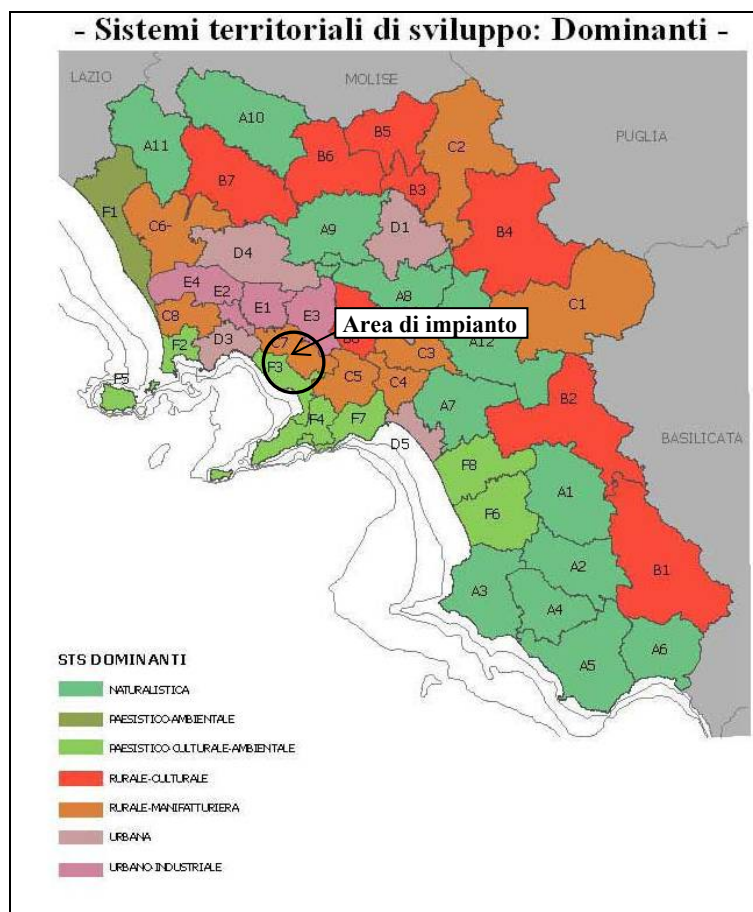 - Sistemi territoriali di sviluppo: Dominanti -
LAZIO
MOLISE
PUGLIA
BASILICATA
A10
A11
B5
C2
B6
B7
B3
F1
C6-
A9
D1
B4
D4
E4
E2
E1
E3
A8
C1
C8
Area di impianto
F2
D3
C7
C3
A12
F3
C5
C4
F5
A7
B2
F4
F7
D5
F8
A1
F6
A2
B1
A3
A4
A6
A5
STS DOMINANTI
NATURALISTICA
PAESISTICO-AMBIENTALE
PAESISTICO-CULTURALE-AMBIENTALE
RURALE-CULTURALE
RURALE-MANIFATTURIERA
URBANA
URBANO-INDUSTRIALE